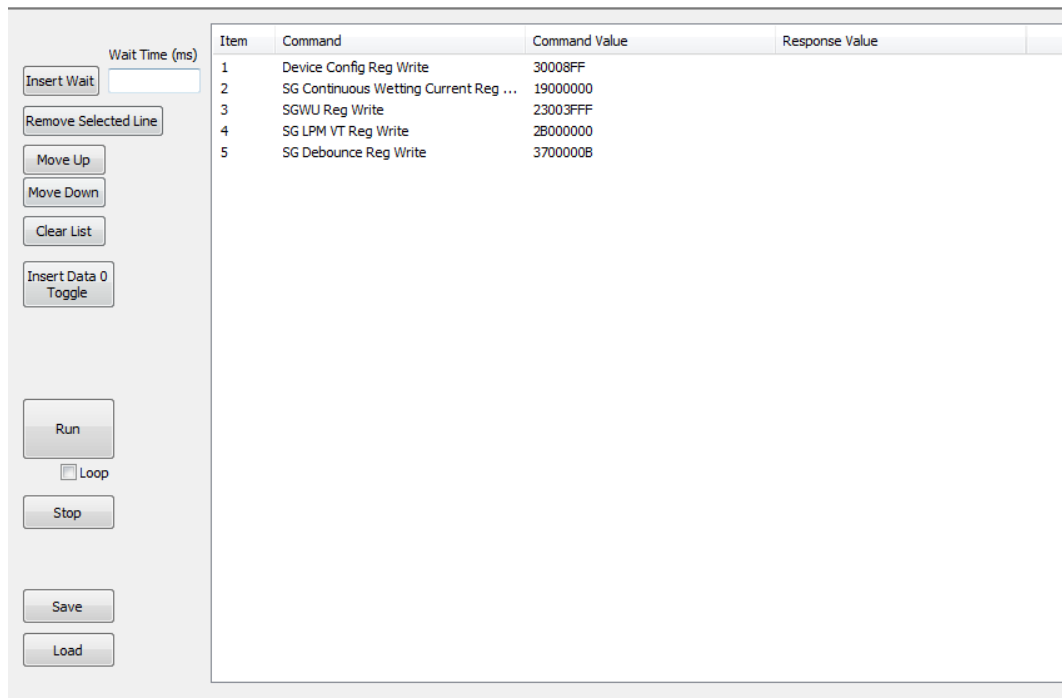 Wait Time (ms)
Insert Wait
Remove Selected Line
Move Up
Move Down
Clear List
Insert Data 0
Toggle
Run
Loop
Stop
Save
Load
Item Command Command Value Response Value
1 Device Config Reg Write 30008FF
2 SG Continuous Wetting Current Reg ... 19000000
3 SGWU Reg Write 23003FFF
4 SG LPM VT Reg Write 2B000000
5 SG Debounce Reg Write 3700000B